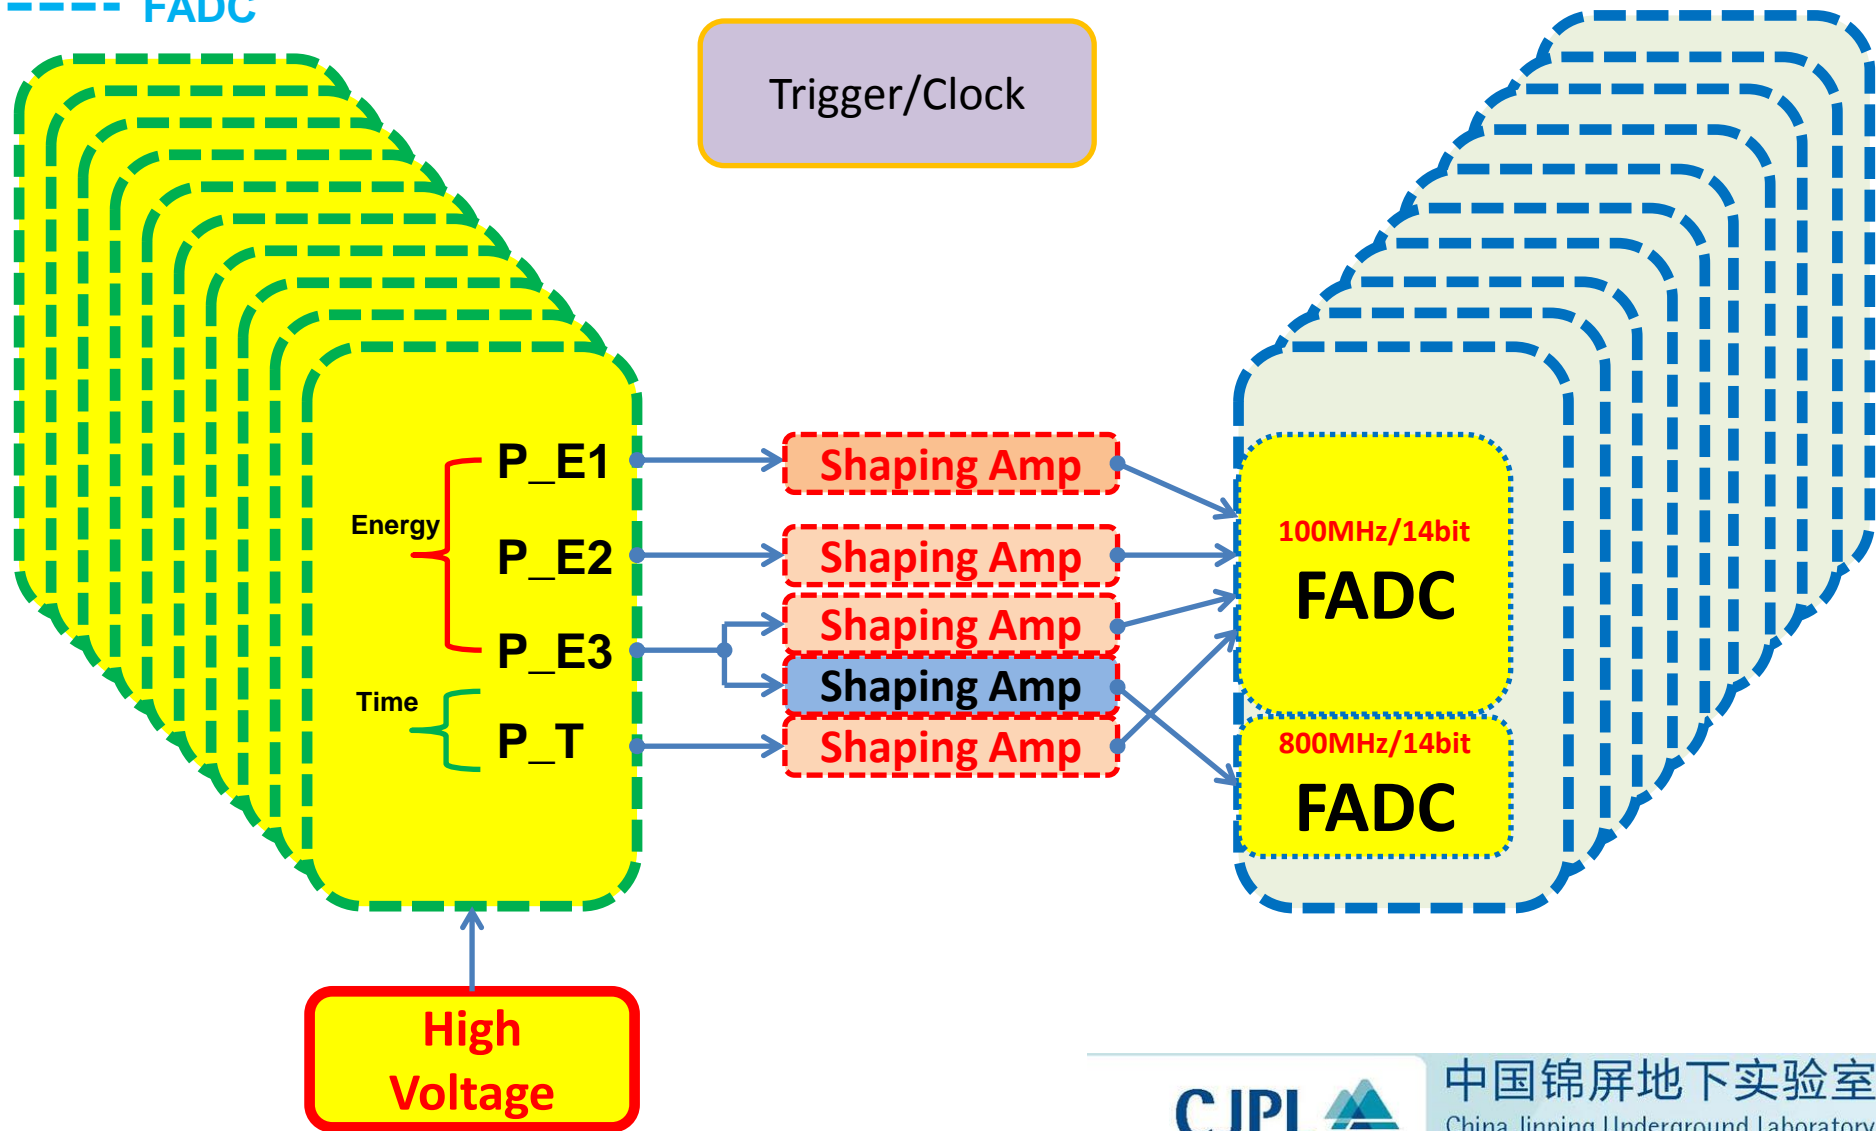 FADC
Trigger/Clock
P_E1
Energy
P_E2
P_E3
Time
P_T
Shaping Amp
Shaping Amp
Shaping Amp
Shaping Amp
Shaping Amp
100MHz/14bit
FADC
800MHz/14bit
FADC
High
Voltage
CJPL
中国锦屏地下实验室
China Jinping Underground Laboratory